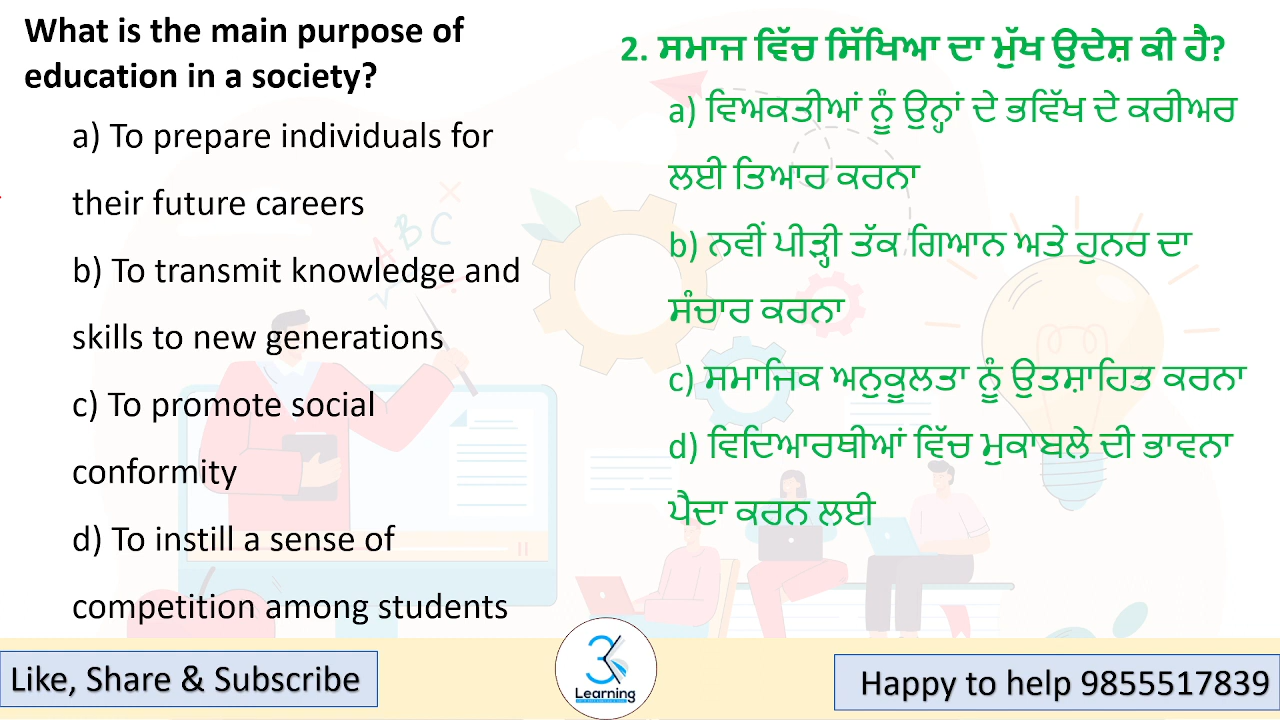 What is the main purpose of
education in a society?
a) To prepare individuals for
their future careers
b) To transmit knowledge and
skills to new generations
c) To promote social
conformity
d) To instill a sense of
competition among students
2. ਸਮਾਜ ਵਿੱਚ ਸਿੱਖਿਆ ਦਾ ਮੁੱਖ ਉਦੇਸ਼ ਕੀ ਹੈ?
a) ਵਿਅਕਤੀਆਂ ਨੂੰ ਉਨ੍ਹਾਂ ਦੇ ਭਵਿੱਖ ਦੇ ਕਰੀਅਰ
ਲਈ ਤਿਆਰ ਕਰਨਾ
b) ਨਵੀਂ ਪੀੜ੍ਹੀ ਤੱਕ ਗਿਆਨ ਅਤੇ ਹੁਨਰ ਦਾ
ਸੰਚਾਰ ਕਰਨਾ
c) ਸਮਾਜਿਕ ਅਨੁਕੂਲਤਾ ਨੂੰ ਉਤਸ਼ਾਹਿਤ ਕਰਨਾ
d) ਵਿਦਿਆਰਥੀਆਂ ਵਿੱਚ ਮੁਕਾਬਲੇ ਦੀ ਭਾਵਨਾ
ਪੈਦਾ ਕਰਨ ਲਈ
ABC
Like, Share & Subscribe
3
Learning
Happy to help 9855517839